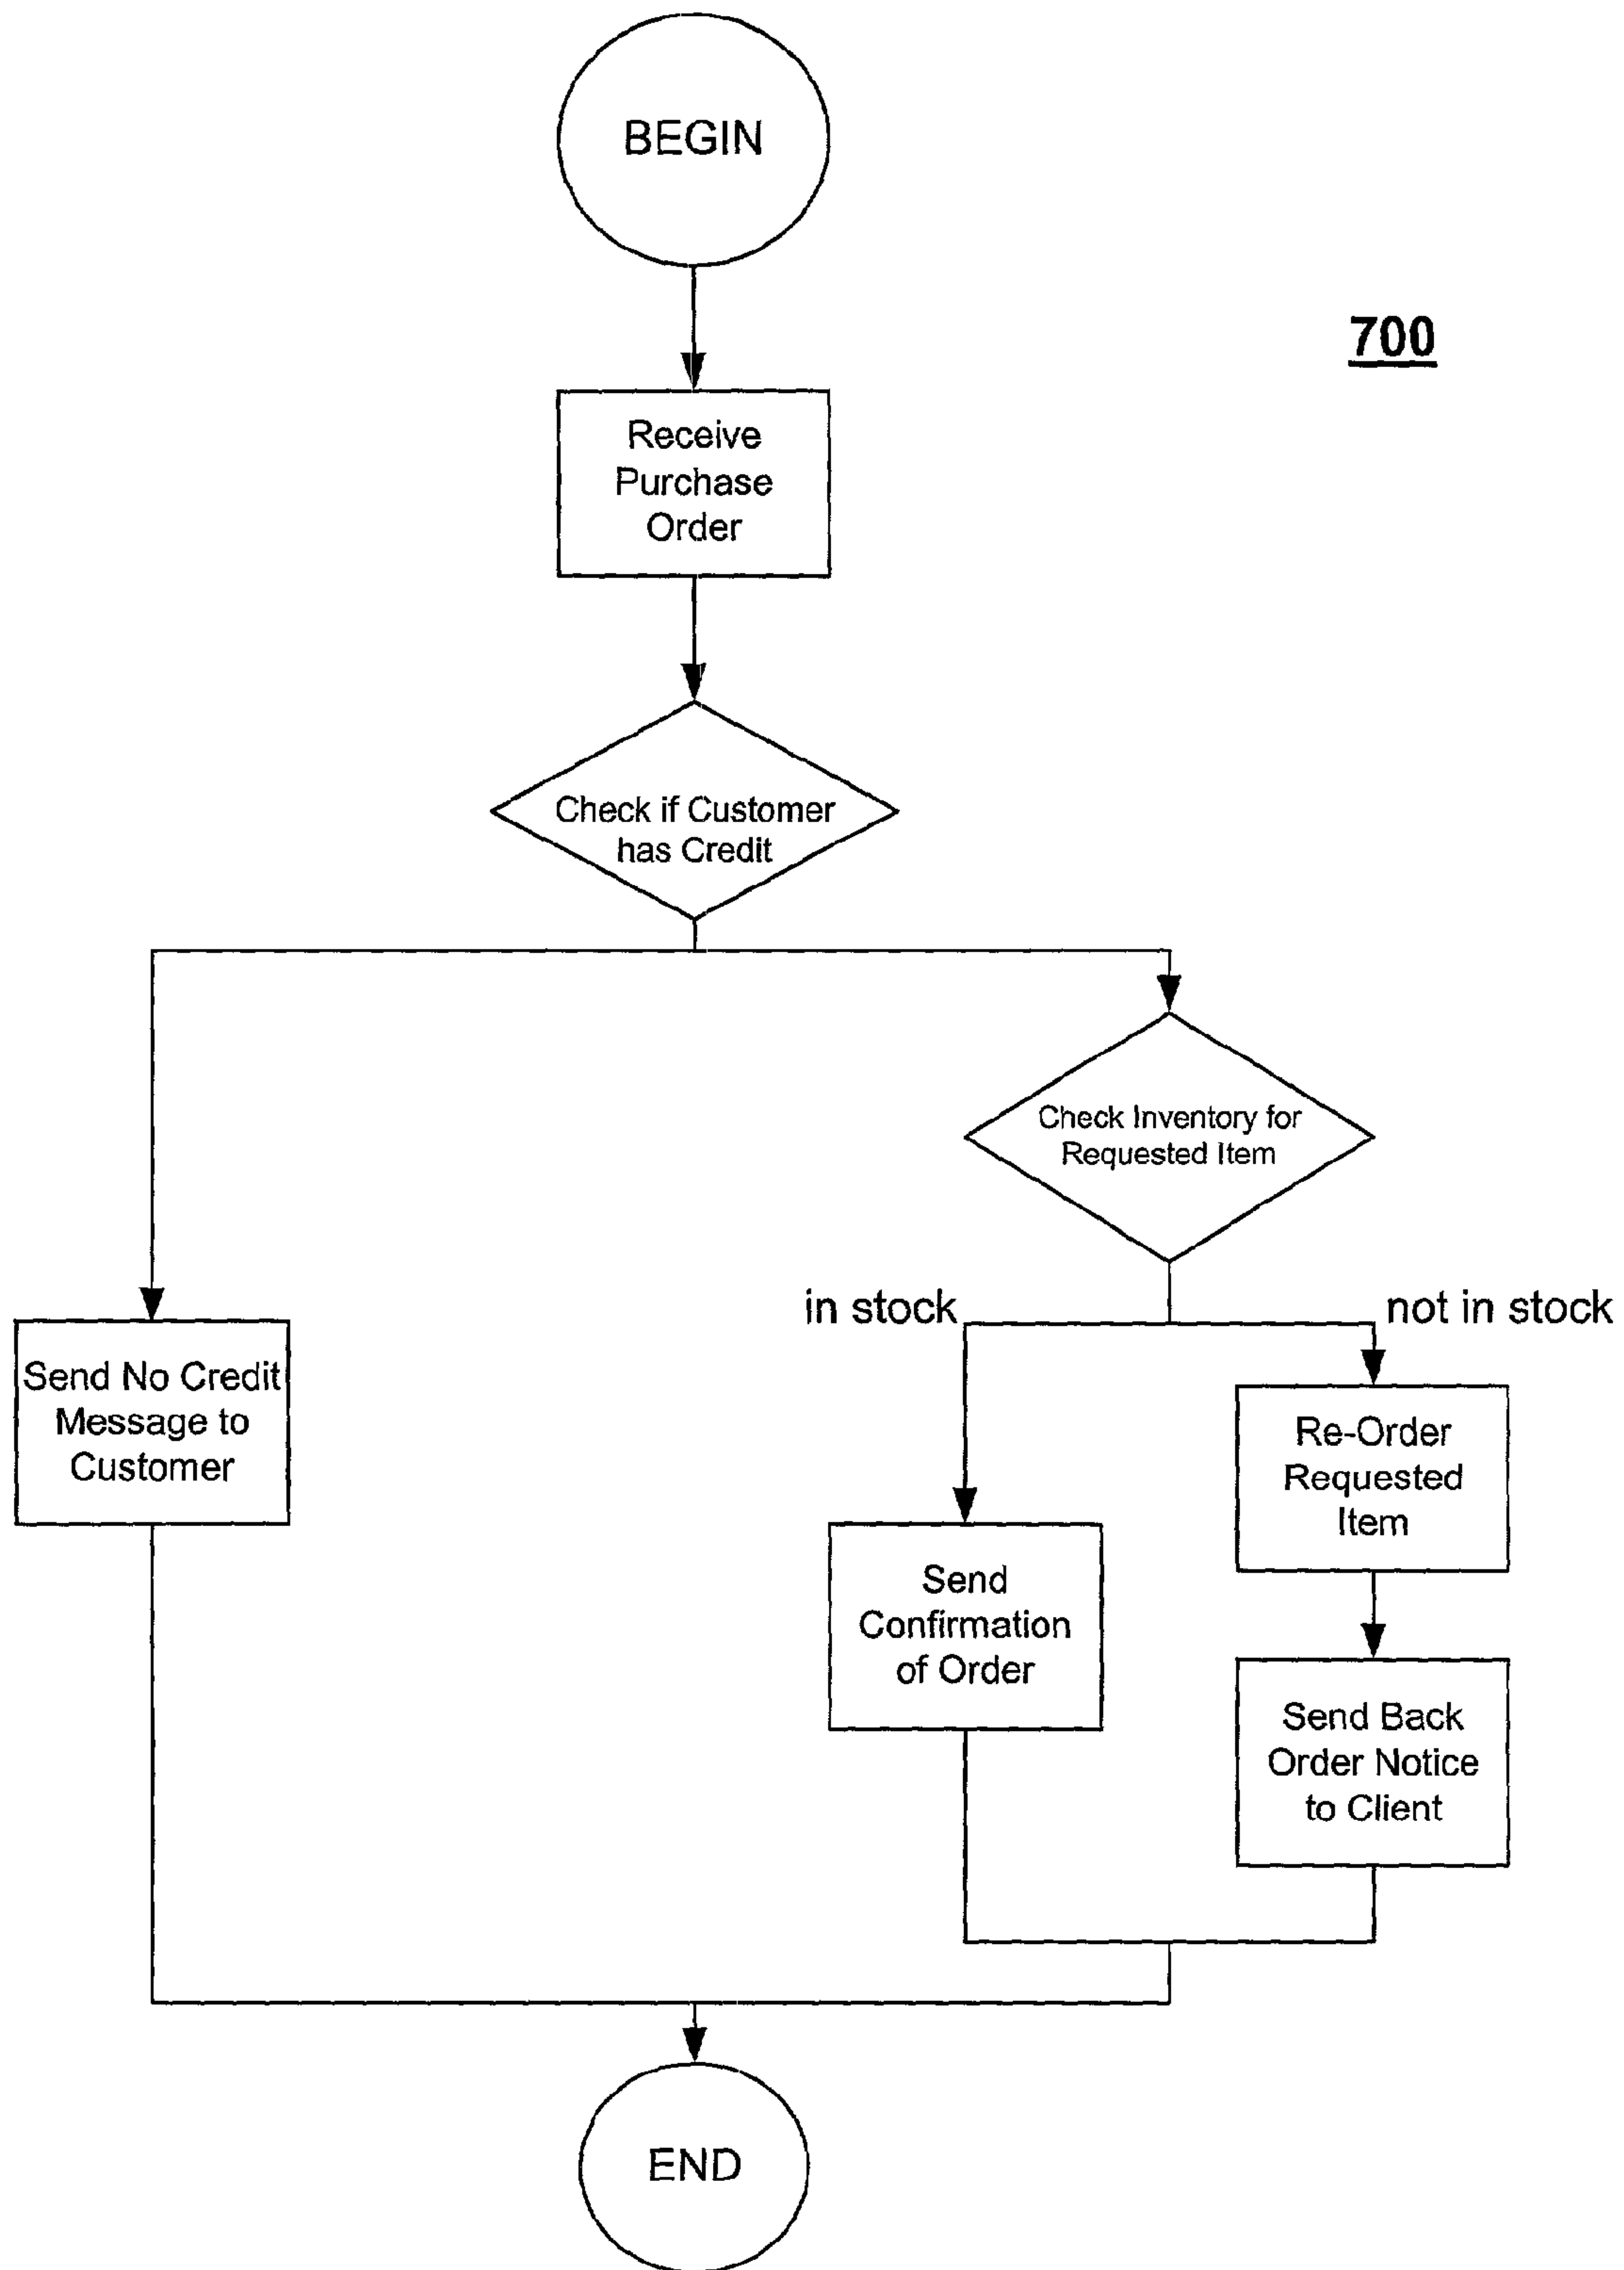 BEGIN
700
Receive
Purchase
Order
Check if Customer
has Credit
Check Inventory for
Requested Item
in stock
not in stock
Send No Credit
Message to
Customer
Re-Order
Requested
Item
Send
Confirmation
of Order
Send Back
Order Notice
to Client
END